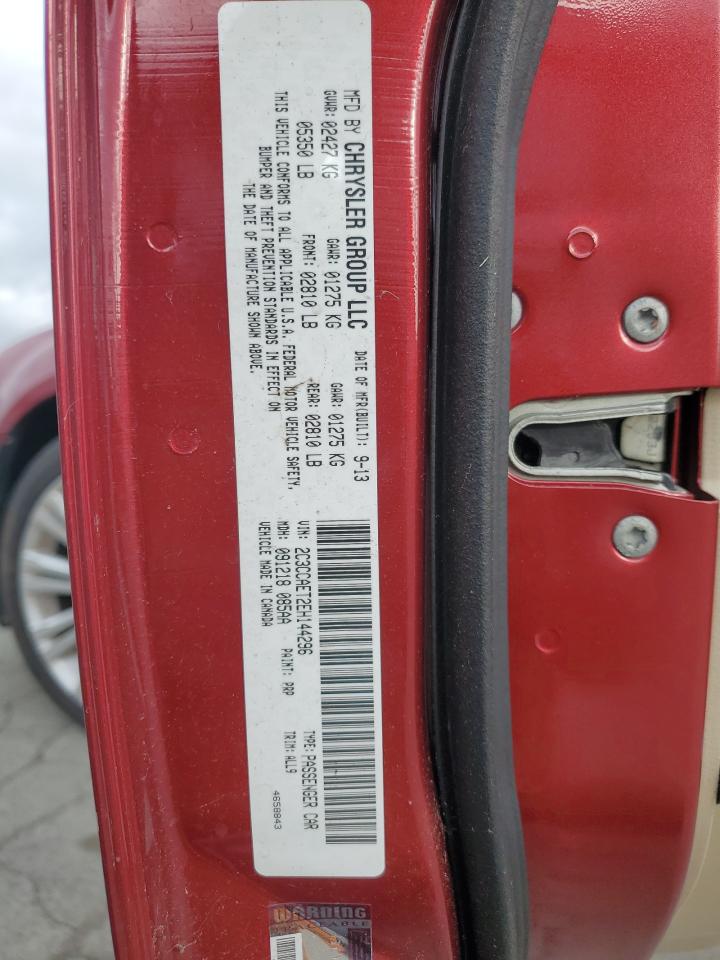 MFD BY CHRYSLER GROUP LLC
DATE OF MFR(BUILT): 9-13
GVWR: 02427 KG
GAWR: 01275 KG
GAWR: 01275 KG
05350 LB
FRONT: 02810 LB
REAR: 02810 LB
THIS VEHICLE CONFORMS TO ALL APPLICABLE U.S.A. FEDERAL MOTOR VEHICLE SAFETY,
BUMPER AND THEFT PREVENTION STANDARDS IN EFFECT ON
THE DATE OF MANUFACTURE SHOWN ABOVE.
VIN: 2C3CCAET2EH144296
TYPE: PASSENGER CAR
MDH: 091218 085AA
PAINT: PRP
TRIM: ALL9
VEHICLE MADE IN CANADA
4658843
WARNING